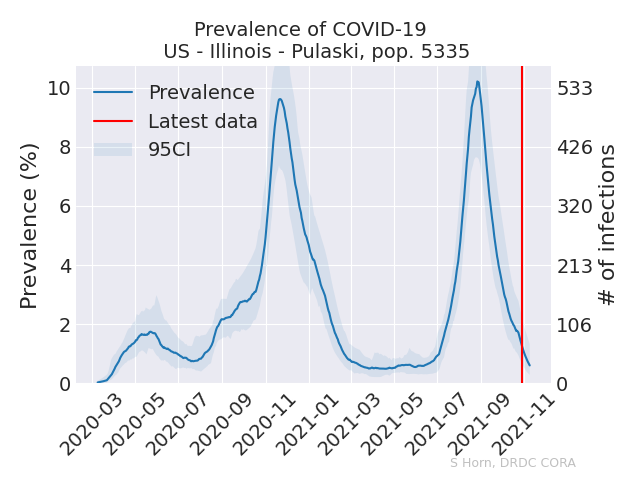 Prevalence of COVID-19
US - Illinois - Pulaski, pop. 5335
Prevalence
Latest data
95CI
Prevalence (%)
10
8
6
4
2
0
533
426
320
213
106
0
# of infections
2020-03
2020-05
2020-07
2020-09
2020-11
2021-01
2021-03
2021-05
2021-07
2021-09
2021-11
S Horn, DRDC CORA